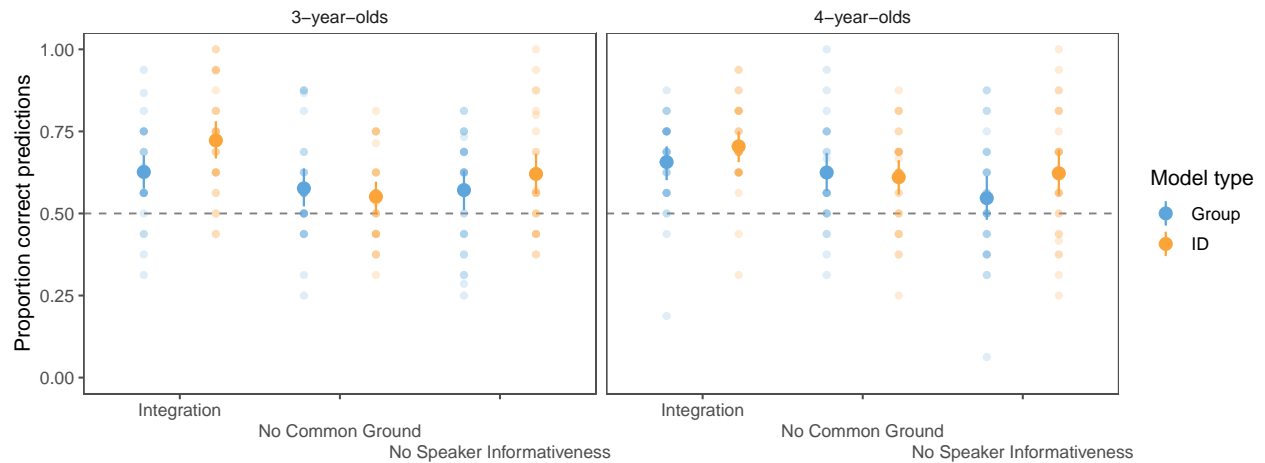 3−year−olds
4−year−olds
Proportion correct predictions
1.00
0.75
0.50
0.25
0.00
Integration
No Common Ground
No Speaker Informativeness
Integration
No Common Ground
No Speaker Informativeness
Model type
Group
ID